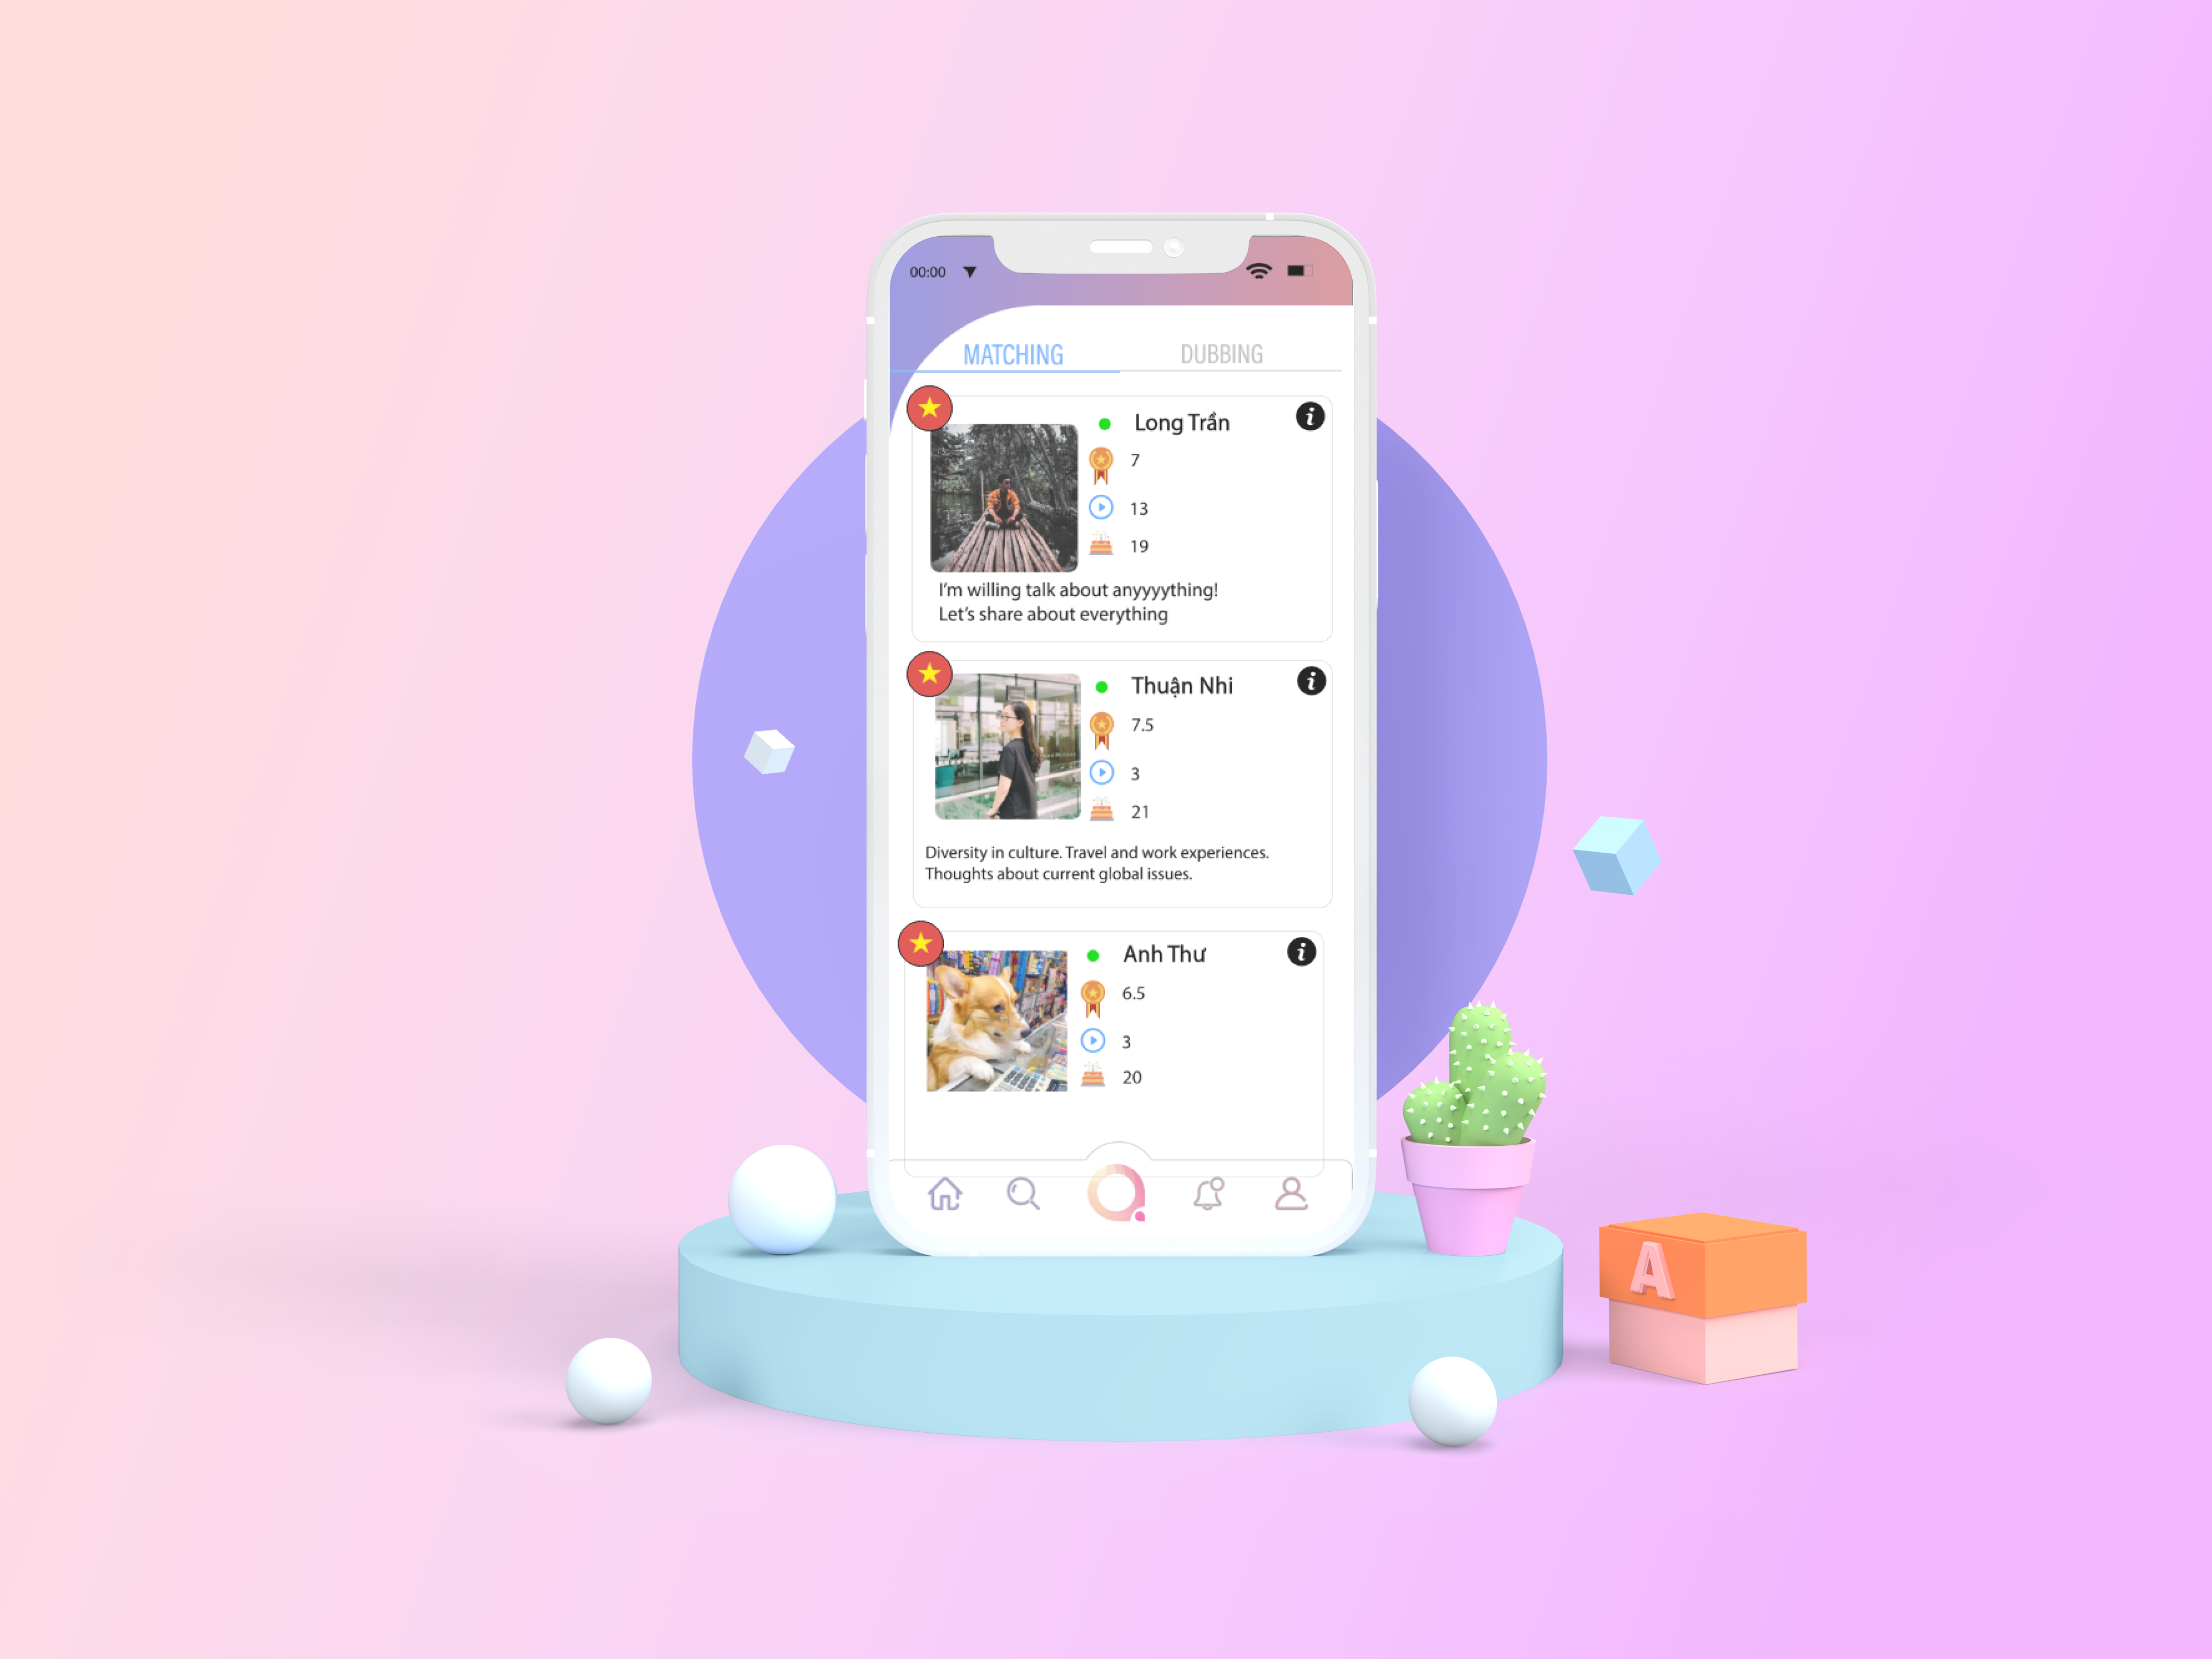 00:00
MATCHING
DUBBING
Long Trần
7
13
19
I'm willing talk about anyyyything!
Let's share about everything
Thuận Nhi
7.5
3
21
Diversity in culture. Travel and work experiences.
Thoughts about current global issues.
Anh Thư
6.5
3
20
A